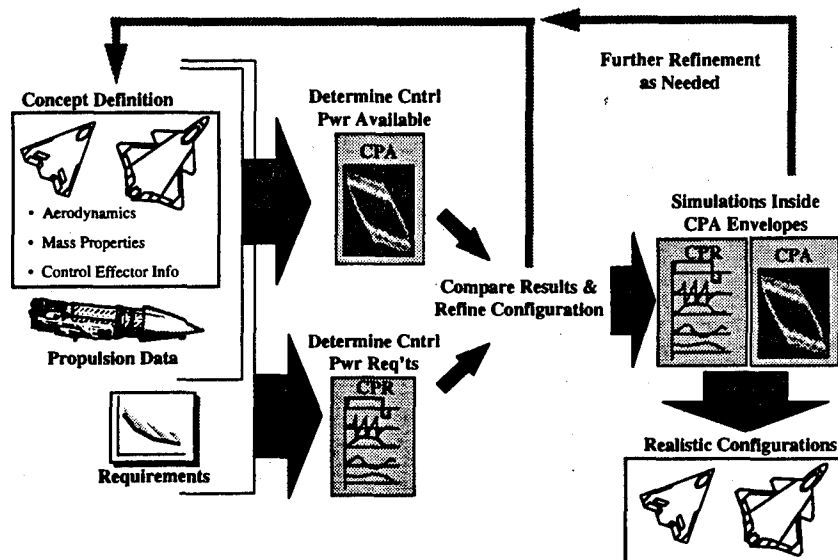 Further Refinement
as Needed
Concept Definition
• Aerodynamics
• Mass Properties
• Control Effector Info
Propulsion Data
Requirements
Determine Cntrl
Pwr Available
CPA
Determine Cntrl
Pwr Req'ts
CPR
Compare Results &
Refine Configuration
Simulations Inside
CPA Envelopes
CPR
CPA
Realistic Configurations